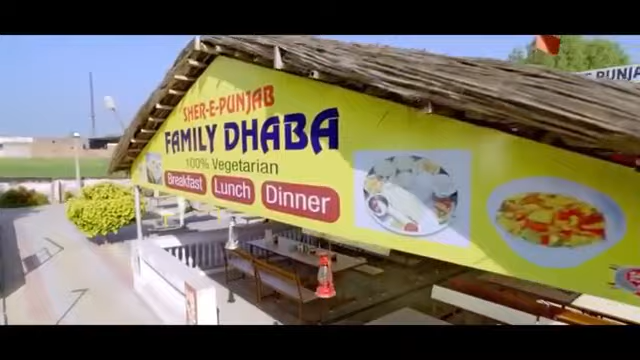 SHER-E-PUNJAB
FAMILY DHABA
100% VEGETARIAN
Breakfast Lunch Dinner
PUNJA